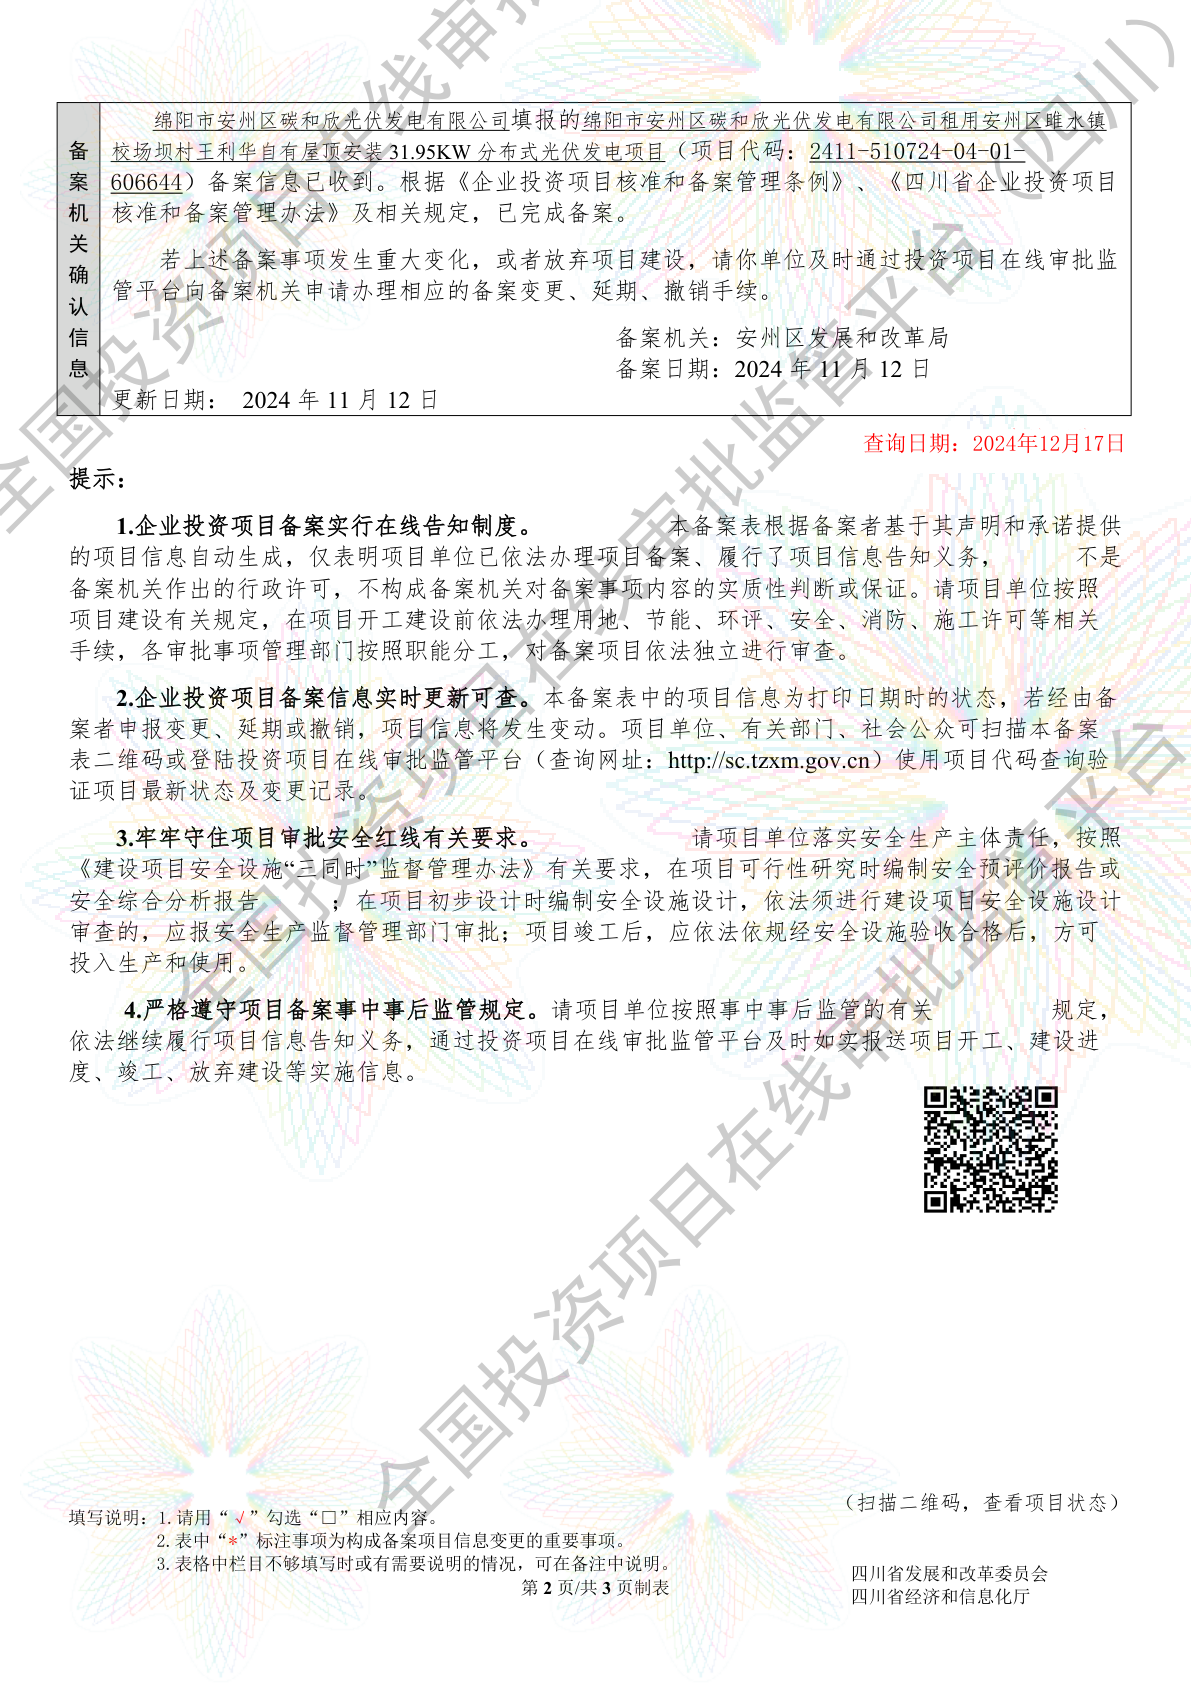 备案机关确认信息
绵阳市安州区碳和欣光伏发电有限公司填报的绵阳市安州区碳和欣光伏发电有限公司租用安州区雎水镇
校场坝村王利华自有屋顶安装 31.95KW 分布式光伏发电项目（项目代码：2411-510724-04-01-
606644）备案信息已收到。根据《企业投资项目核准和备案管理条例》、《四川省企业投资项目
核准和备案管理办法》及相关规定，已完成备案。
若上述备案事项发生重大变化，或者放弃项目建设，请你单位及时通过投资项目在线审批监
管平台向备案机关申请办理相应的备案变更、延期、撤销手续。
备案机关：安州区发展和改革局
备案日期：2024 年 11 月 12 日
更新日期： 2024 年 11 月 12 日
查询日期：2024年12月17日
提示：
1.企业投资项目备案实行在线告知制度。 本备案表根据备案者基于其声明和承诺提供
的项目信息自动生成，仅表明项目单位已依法办理项目备案、履行了项目信息告知义务， 不是
备案机关作出的行政许可，不构成备案机关对备案事项内容的实质性判断或保证。请项目单位按照
项目建设有关规定，在项目开工建设前依法办理用地、节能、环评、安全、消防、施工许可等相关
手续，各审批事项管理部门按照职能分工，对备案项目依法独立进行审查。
2.企业投资项目备案信息实时更新可查。本备案表中的项目信息为打印日期时的状态，若经由备
案者申报变更、延期或撤销，项目信息将发生变动。项目单位、有关部门、社会公众可扫描本备案
表二维码或登陆投资项目在线审批监管平台（查询网址：http://sc.tzxm.gov.cn）使用项目代码查询验
证项目最新状态及变更记录。
3.牢牢守住项目审批安全红线有关要求。 请项目单位落实安全生产主体责任，按照
《建设项目安全设施“三同时”监督管理办法》有关要求，在项目可行性研究时编制安全预评价报告或
安全综合分析报告 ；在项目初步设计时编制安全设施设计，依法须进行建设项目安全设施设计
审查的，应报安全生产监督管理部门审批；项目竣工后，应依法依规经安全设施验收合格后，方可
投入生产和使用。
4.严格遵守项目备案事中事后监管规定。请项目单位按照事中事后监管的有关 规定，
依法继续履行项目信息告知义务，通过投资项目在线审批监管平台及时如实报送项目开工、建设进
度、竣工、放弃建设等实施信息。
（扫描二维码，查看项目状态）
填写说明：1. 请用“√”勾选“□”相应内容。
2. 表中“*”标注事项为构成备案项目信息变更的重要事项。
3. 表格中栏目不够填写时或有需要说明的情况，可在备注中说明。
第 2 页/共 3 页制表
四川省发展和改革委员会
四川省经济和信息化厅
全国投资项目在线审批监管平台（四川）
全国投资项目在线审批监管平台（四川）
全国投资项目在线审批监管平台